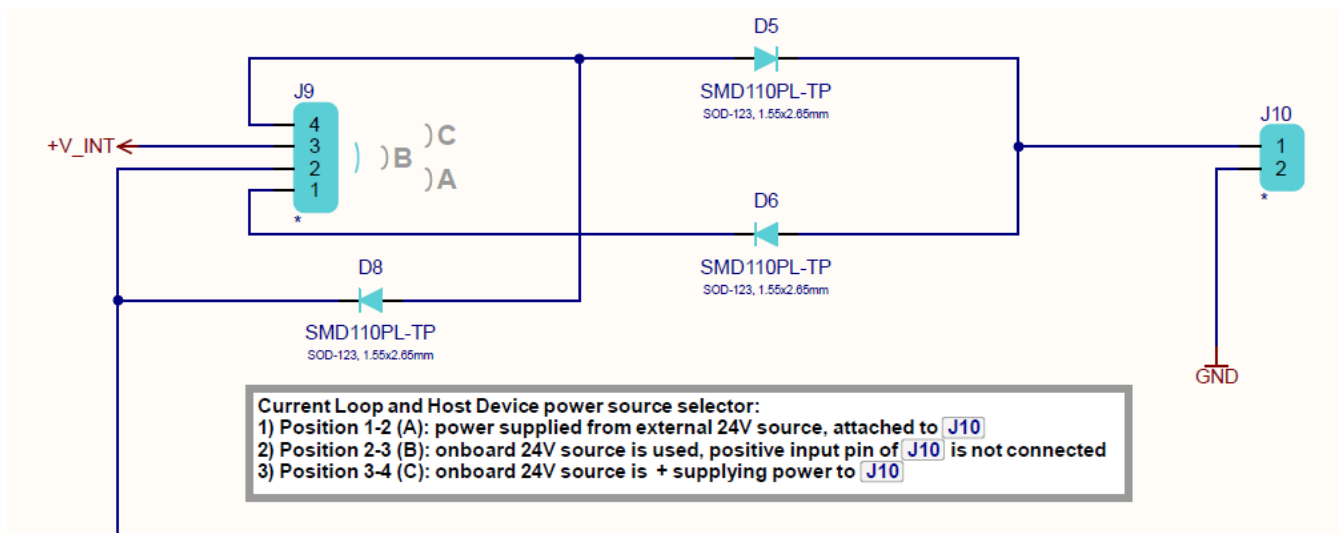 D5
SMD110PL-TP
SOD-123, 1.55x2.65mm
J9
4
3
2
1
*
+V_INT
)C
)B
)A
J10
1
2
*
D6
SMD110PL-TP
SOD-123, 1.55x2.65mm
D8
SMD110PL-TP
SOD-123, 1.55x2.65mm
GND
Current Loop and Host Device power source selector:
1) Position 1-2 (A): power supplied from external 24V source, attached to J10
2) Position 2-3 (B): onboard 24V source is used, positive input pin of J10 is not connected
3) Position 3-4 (C): onboard 24V source is + supplying power to J10